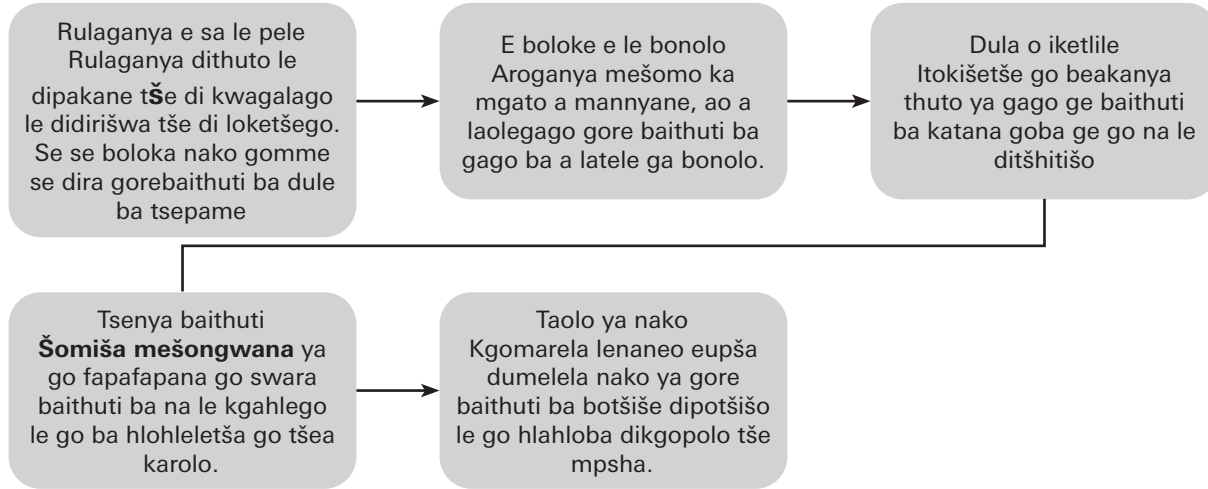 Rulaganya e sa le pele
Rulaganya dithuto le
dipakane tŠe di kwagalago
le didirišwa tše di loketšego.
Se se boloka nako gomme
se dira gorebaithuti ba dule
ba tsepame
E boloke e le bonolo
Aroganya mešomo ka
mgato a mannyane, ao a
laolegago gore baithuti ba
gago ba a latele ga bonolo.
Dula o iketlile
Itokišetše go beakanya
thuto ya gago ge baithuti
ba katana goba ge go na le
ditšhitišo
Tsenya baithuti
Šomiša mešongwana ya
go fapafapana go swara
baithuti ba na le kgahlego
le go ba hlohleletša go tšea
karolo.
Taolo ya nako
Kgomarela lenaneo eupša
dumelela nako ya gore
baithuti ba botšiše dipotšišo
le go hlahloba dikgopolo tše
mpsha.